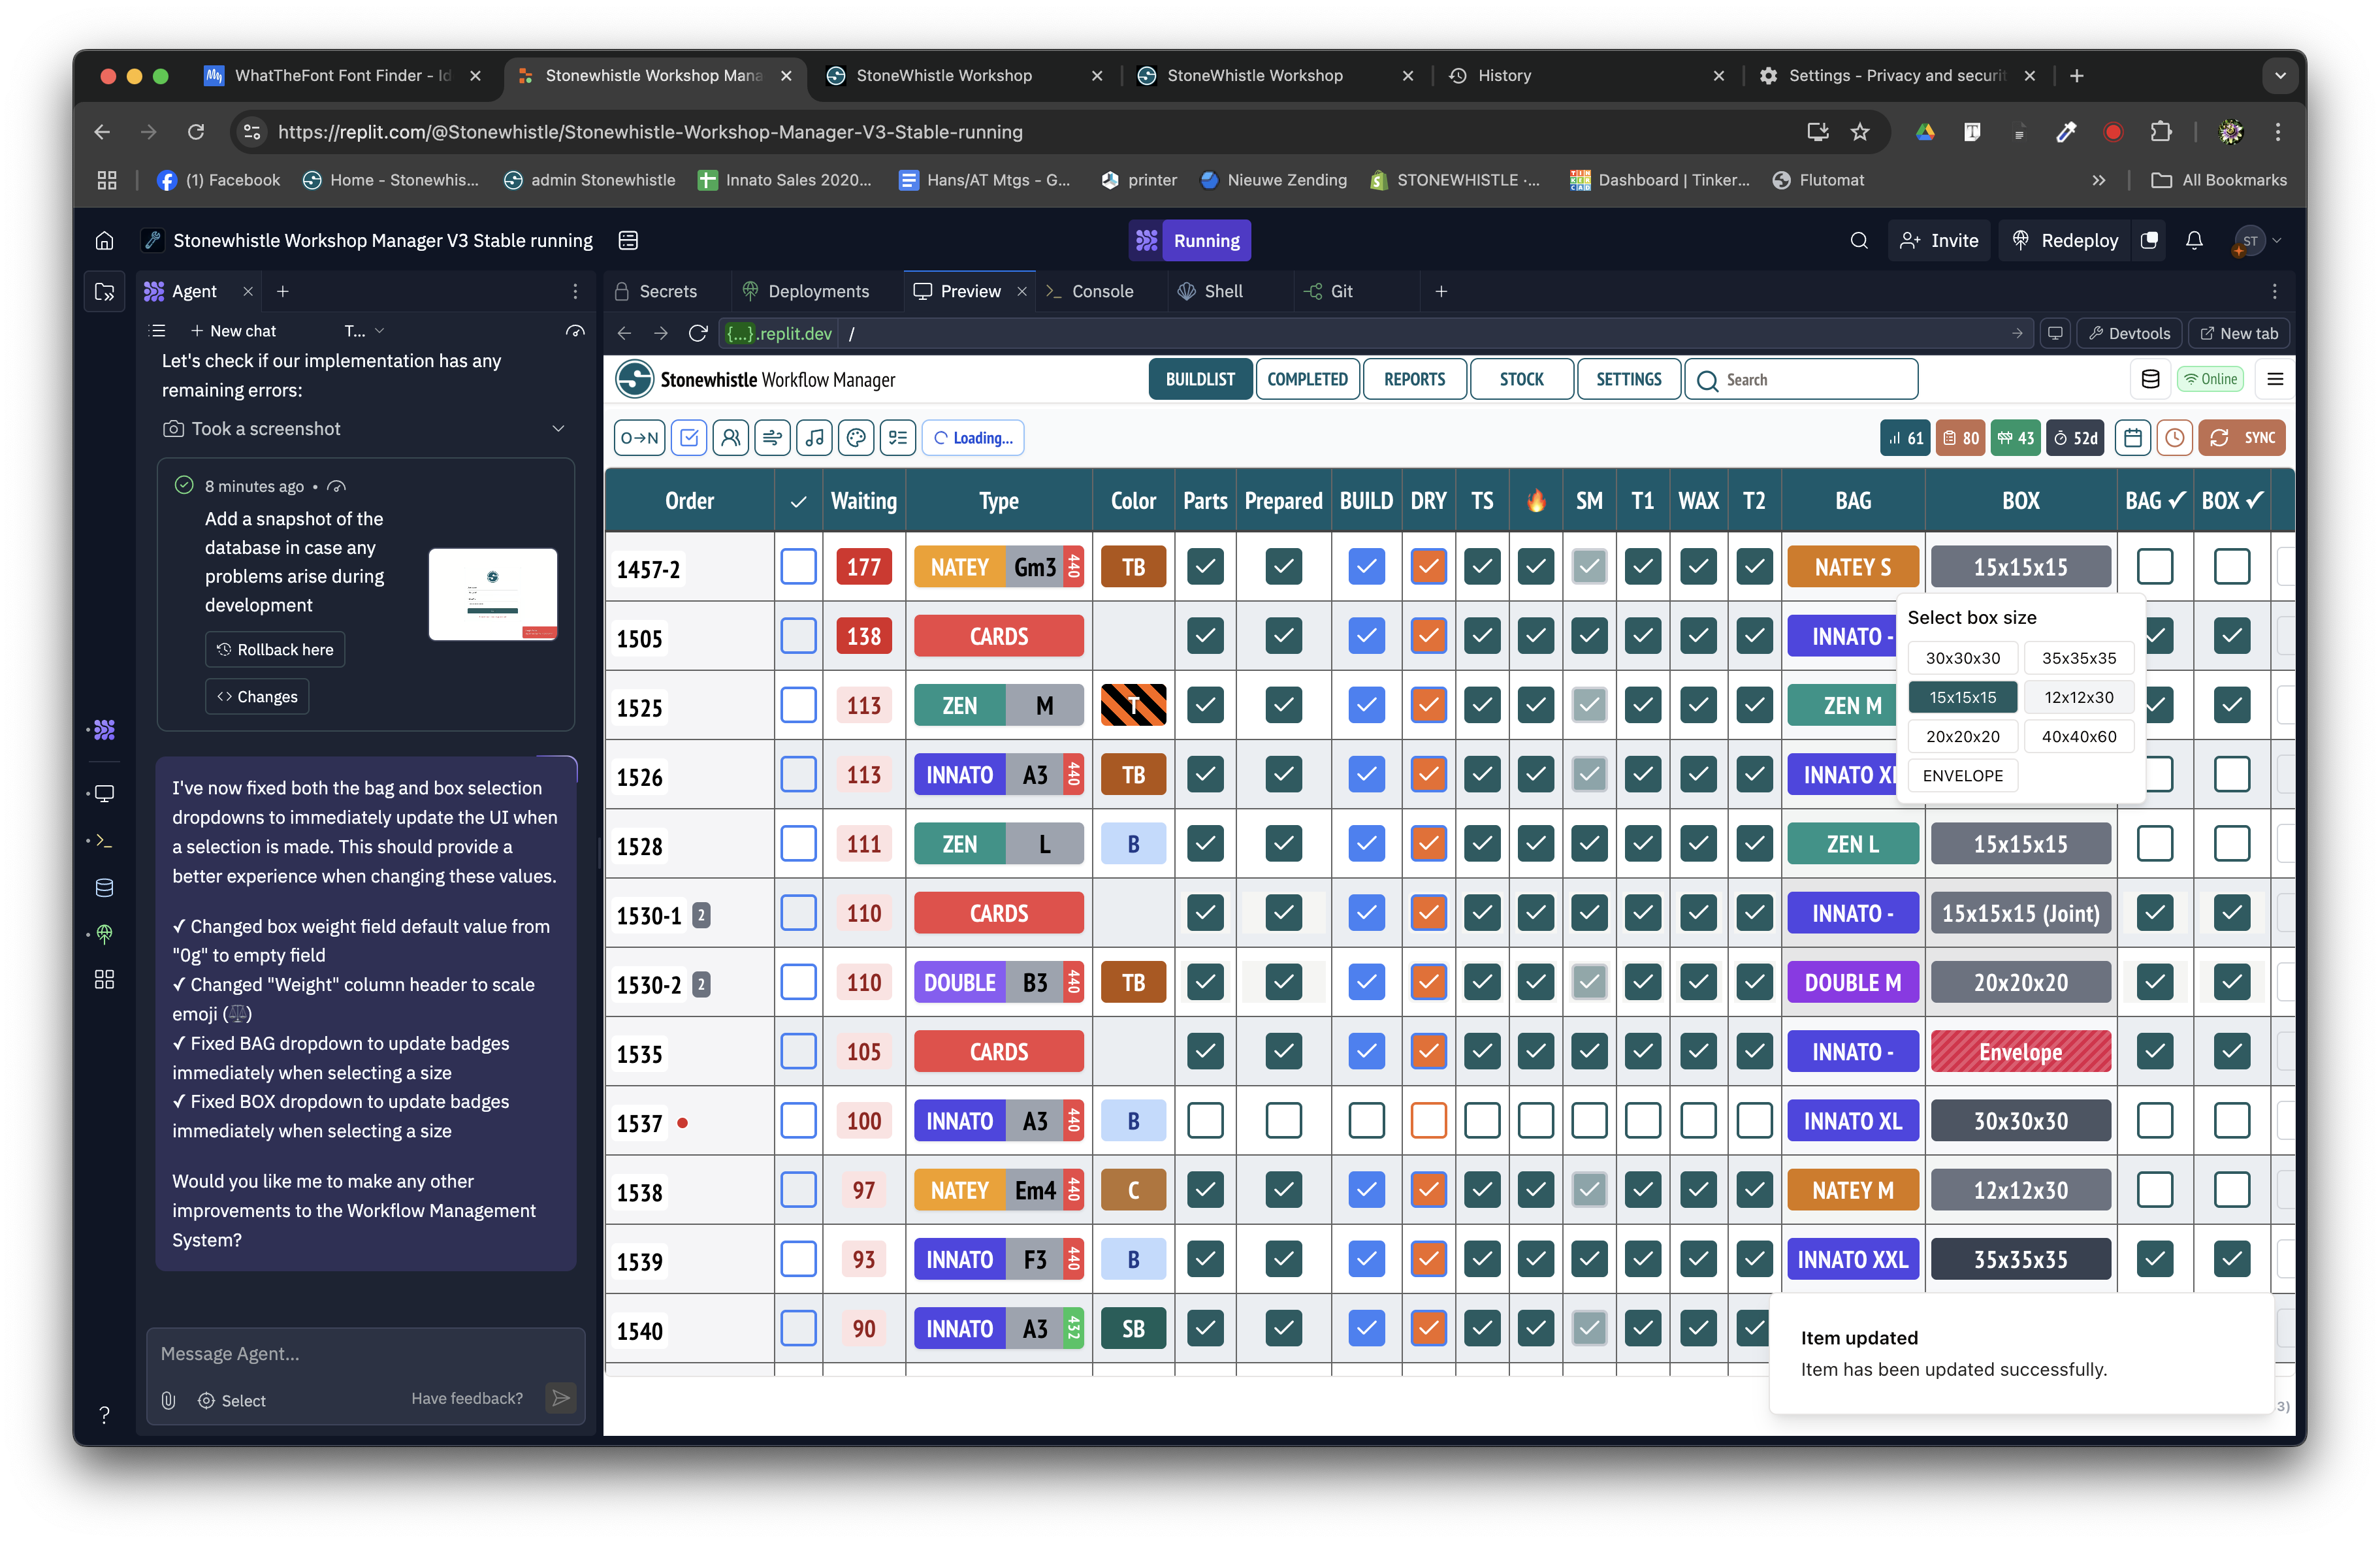 WhatTheFont Font Finder - Id
Stonewhistle Workshop Mana
StoneWhistle Workshop
StoneWhistle Workshop
History
Settings - Privacy and securit
https://replit.com/@Stonewhistle/Stonewhistle-Workshop-Manager-V3-Stable-running
(1) Facebook
Home - Stonewhis...
admin Stonewhistle
Innato Sales 2020...
Hans/AT Mtgs - G...
printer
Nieuwe Zending
STONEWHISTLE ·...
Dashboard | Tinker...
Flutomat
All Bookmarks
Stonewhistle Workshop Manager V3 Stable running
Running
Invite
Redeploy
ST
Agent
New chat
T...
Let's check if our implementation has any
remaining errors:
Took a screenshot
8 minutes ago •
Add a snapshot of the
database in case any
problems arise during
development
Rollback here
<> Changes
I've now fixed both the bag and box selection
dropdowns to immediately update the UI when
a selection is made. This should provide a
better experience when changing these values.
✓ Changed box weight field default value from
"0g" to empty field
✓ Changed "Weight" column header to scale
emoji (⚖)
✓ Fixed BAG dropdown to update badges
immediately when selecting a size
✓ Fixed BOX dropdown to update badges
immediately when selecting a size
Would you like me to make any other
improvements to the Workflow Management
System?
Message Agent...
Select
Have feedback?
Secrets
Deployments
Preview
Console
Shell
Git
{...}.replit.dev /
Devtools
New tab
Stonewhistle Workflow Manager
BUILDLIST
COMPLETED
REPORTS
STOCK
SETTINGS
Search
Online
O→N
Loading...
61
80
43
52d
SYNC
Order ✓ Waiting Type Color Parts Prepared BUILD DRY TS 🔥 SM T1 WAX T2 BAG BOX BAG ✓ BOX ✓
1457-2 177 NATEY Gm3 440 TB NATEY S 15x15x15
1505 138 CARDS INNATO -
1525 113 ZEN M T ZEN M
1526 113 INNATO A3 440 TB INNATO
1528 111 ZEN L B ZEN L 15x15x15
1530-1 2 110 CARDS INNATO - 15x15x15 (Joint)
1530-2 2 110 DOUBLE B3 440 TB DOUBLE M 20x20x20
1535 105 CARDS INNATO - Envelope
1537 100 INNATO A3 440 B INNATO XL 30x30x30
1538 97 NATEY Em4 440 C NATEY M 12x12x30
1539 93 INNATO F3 440 B INNATO XXL 35x35x35
1540 90 INNATO A3 432 SB
Select box size
30x30x30 35x35x35
15x15x15 12x12x30
20x20x20 40x40x60
ENVELOPE
Item updated
Item has been updated successfully.
3)